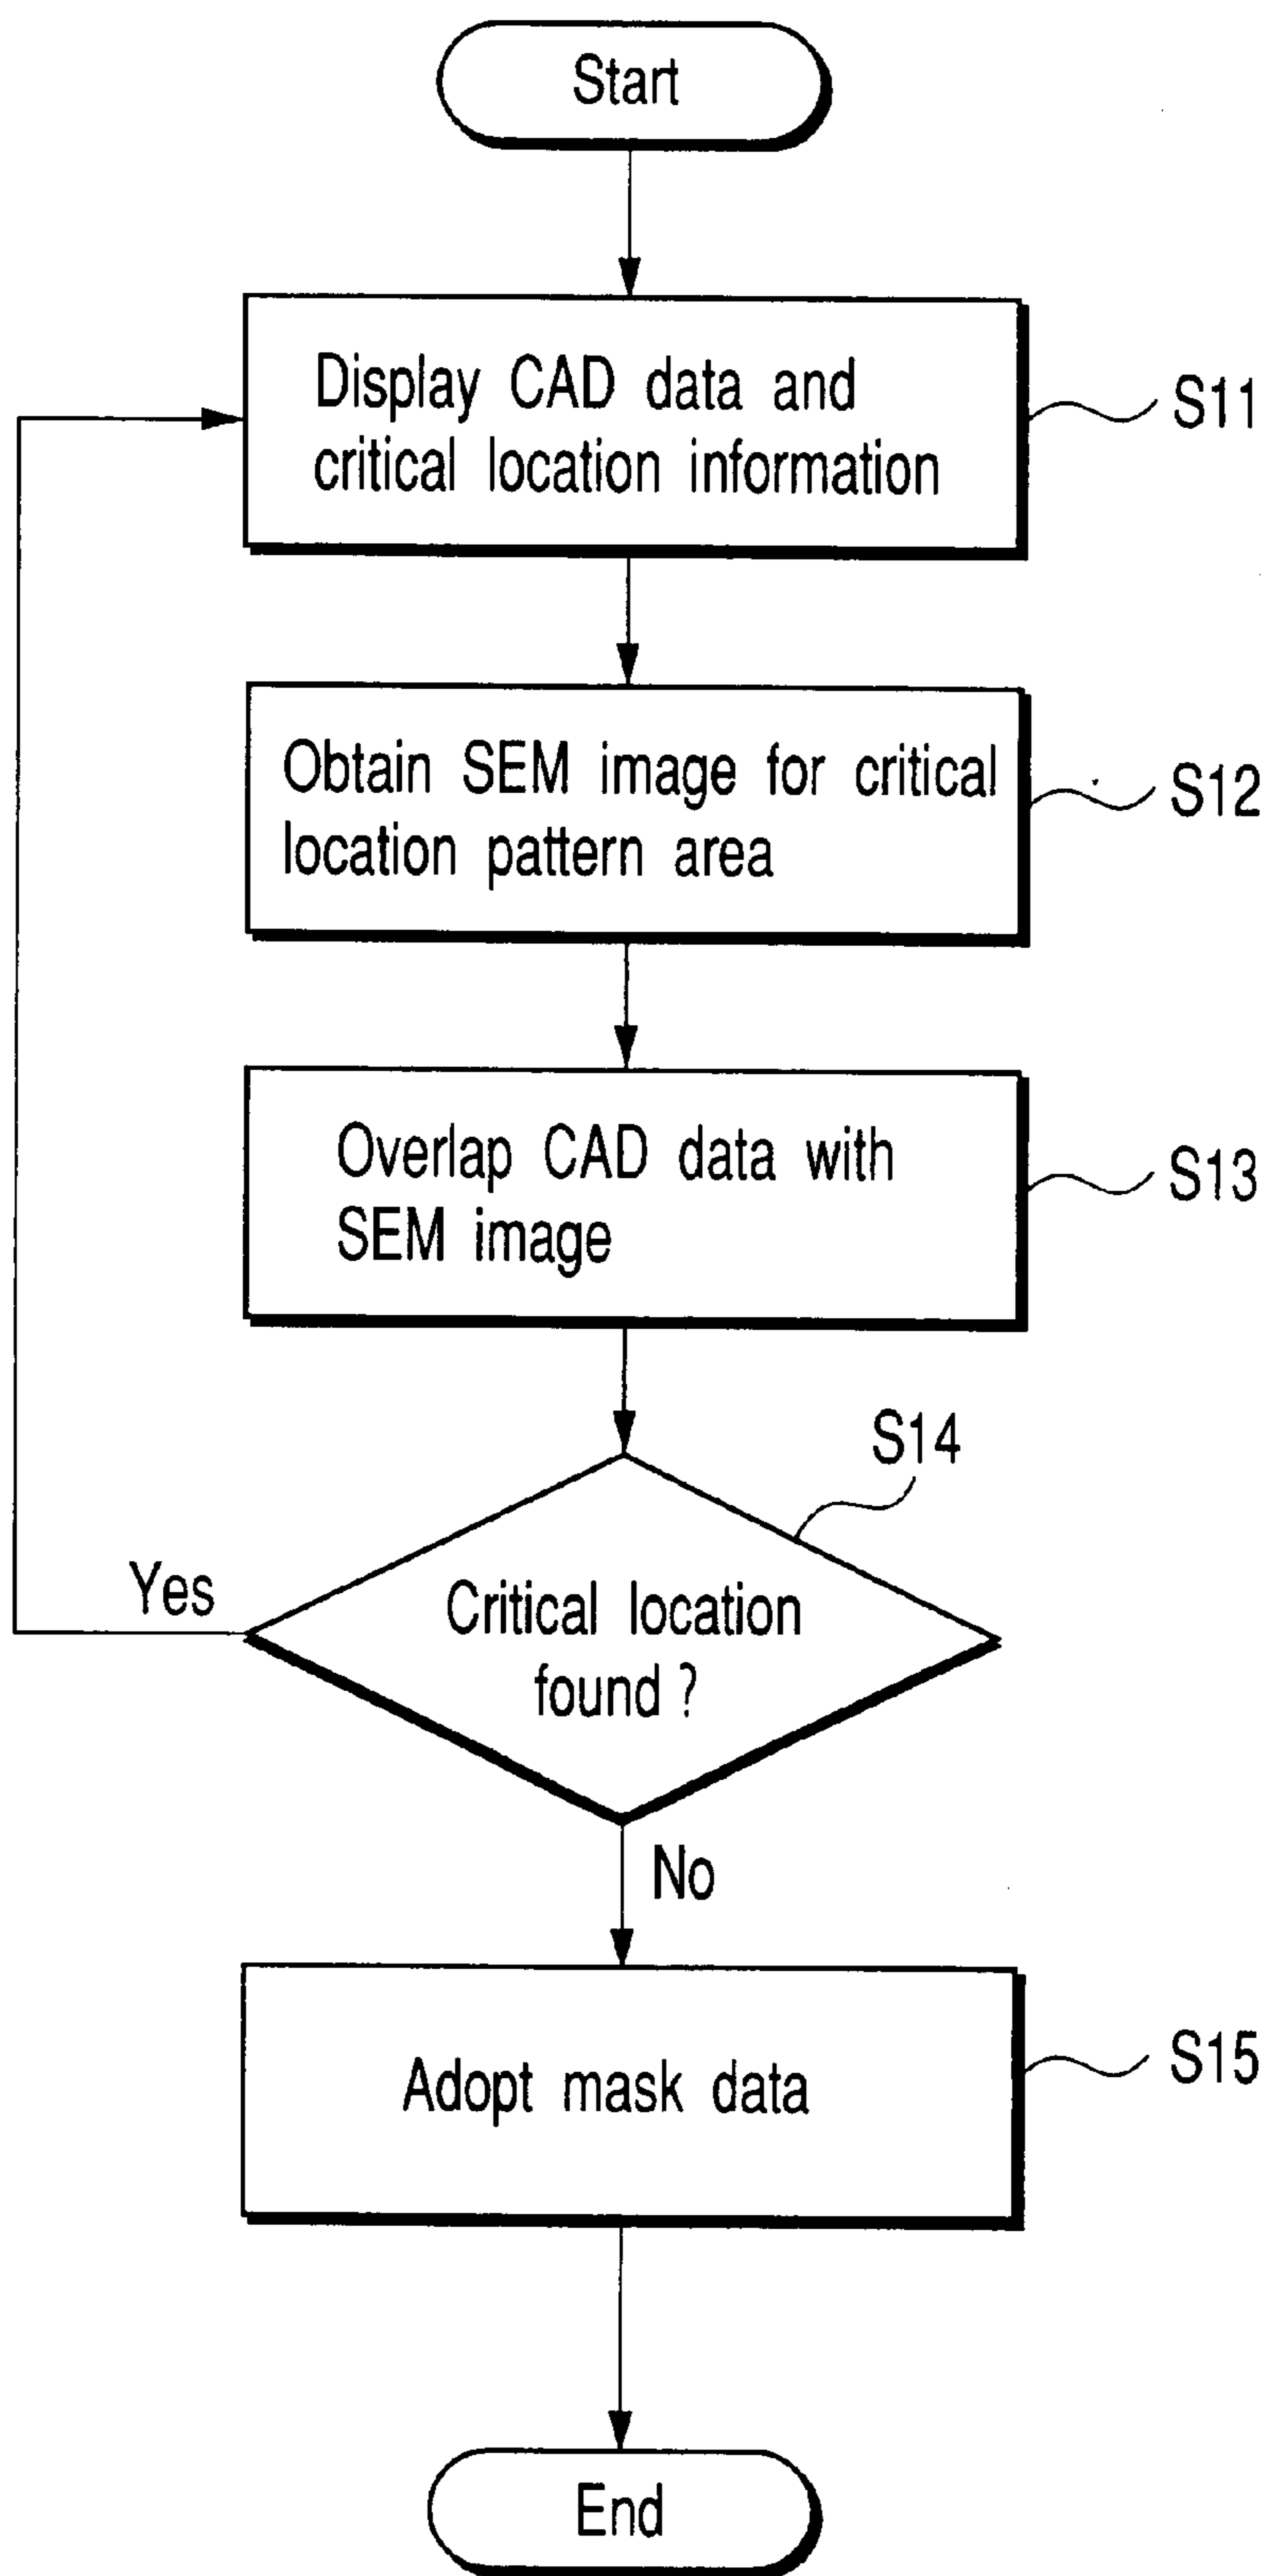 Start
Display CAD data and
critical location information
S11
Obtain SEM image for critical
location pattern area
S12
Overlap CAD data with
SEM image
S13
S14
Yes
Critical location
found ?
No
Adopt mask data
S15
End